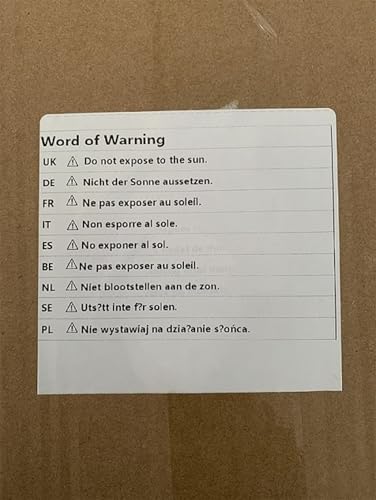 Word of Warning
UK ⚠ Do not expose to the sun.
DE ⚠ Nicht der Sonne aussetzen.
FR ⚠ Ne pas exposer au soleil.
IT ⚠ Non esporre al sole.
ES ⚠ No exponer al sol.
BE ⚠ Ne pas exposer au soleil.
NL ⚠ Niet blootstellen aan de zon.
SE ⚠ Uts?tt inte f?r solen.
PL ⚠ Nie wystawiaj na dzia?anie s?ońca.